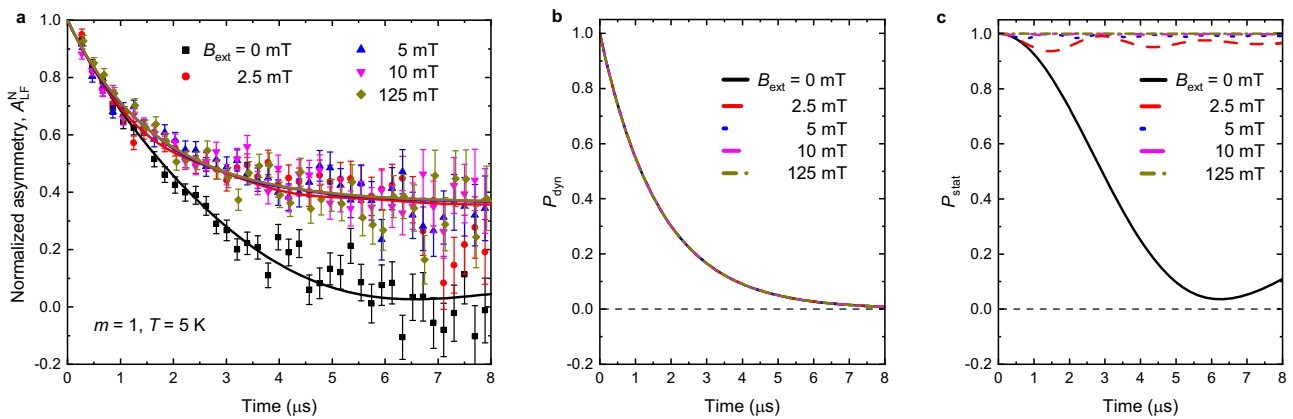 a
b
c
Normalized asymmetry, A_LF^N
B_ext = 0 mT
2.5 mT
5 mT
10 mT
125 mT
m = 1, T = 5 K
1.0
0.8
0.6
0.4
0.2
0.0
-0.2
0 1 2 3 4 5 6 7 8
Time (μs)
P_dyn
B_ext = 0 mT
2.5 mT
5 mT
10 mT
125 mT
1.0
0.8
0.6
0.4
0.2
0.0
-0.2
0 1 2 3 4 5 6 7 8
Time (μs)
P_stat
B_ext = 0 mT
2.5 mT
5 mT
10 mT
125 mT
1.0
0.8
0.6
0.4
0.2
0.0
-0.2
0 1 2 3 4 5 6 7 8
Time (μs)